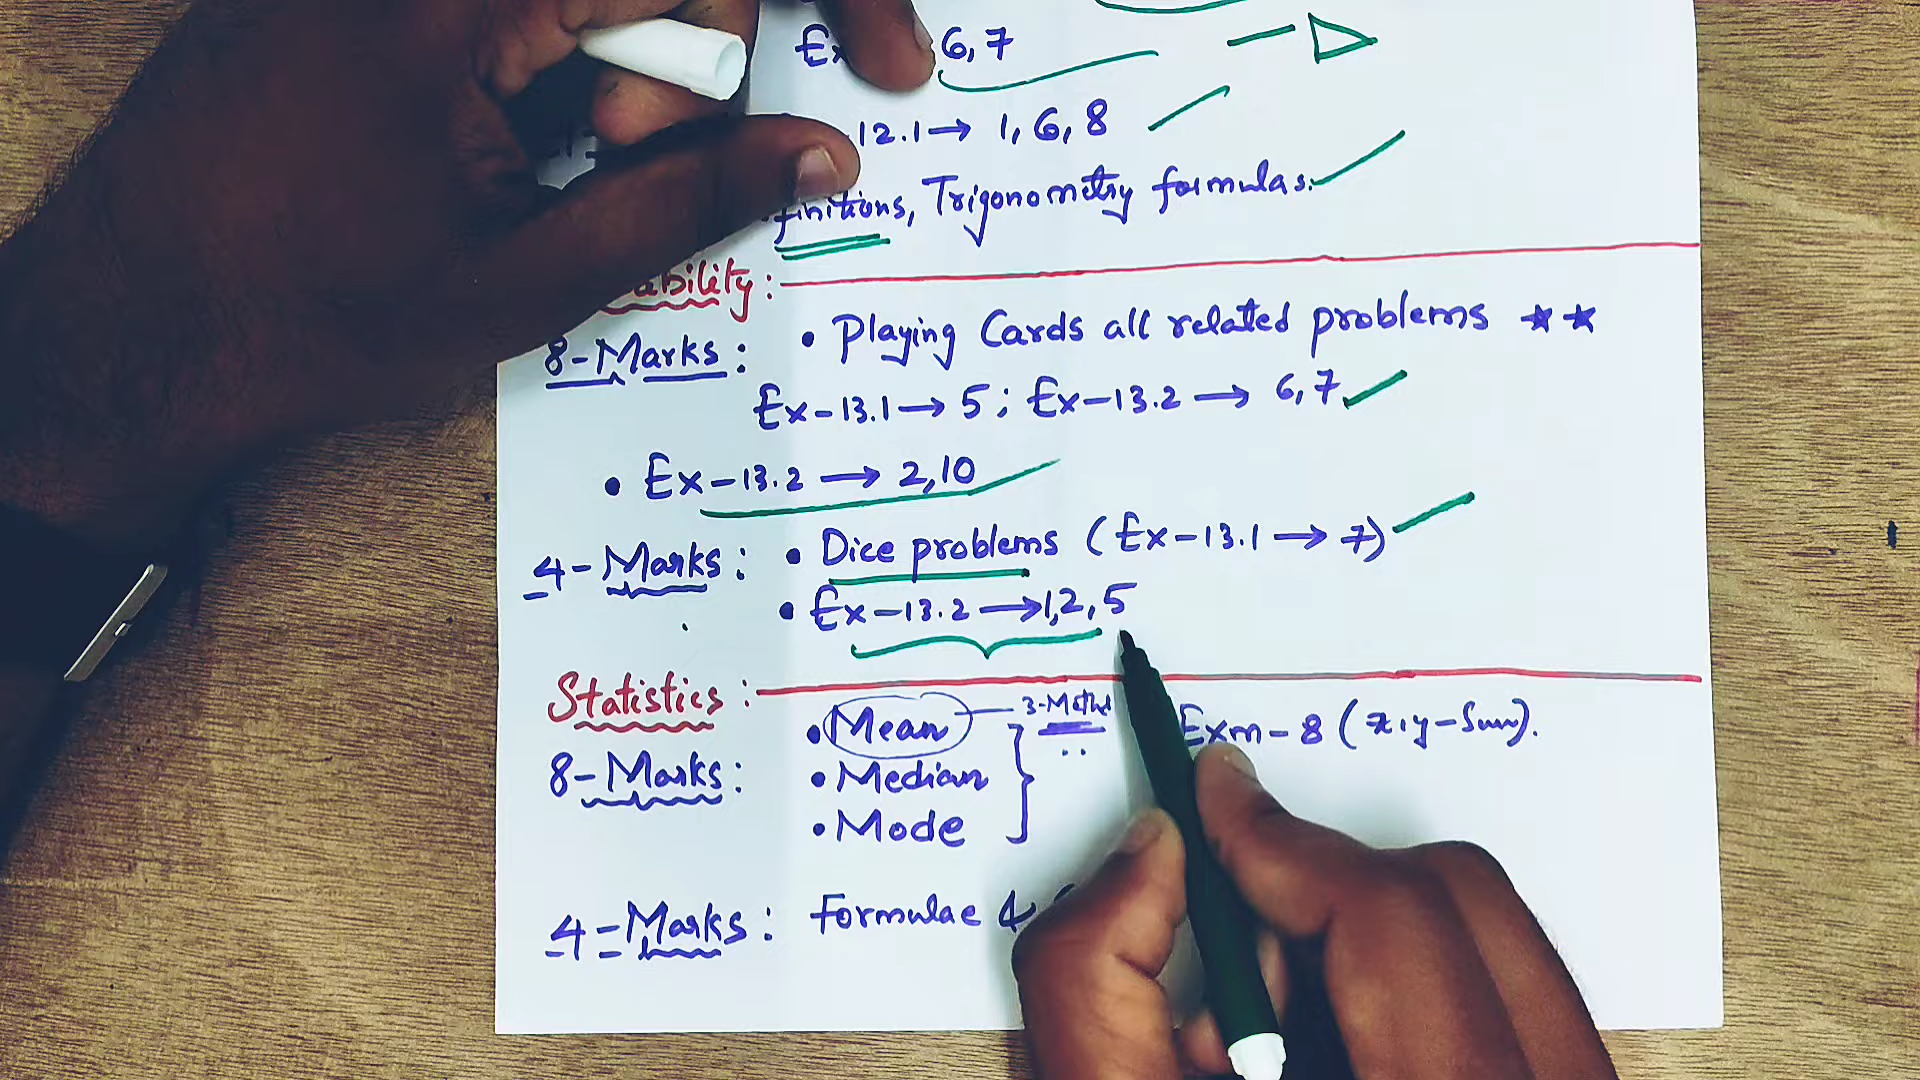 6, 7
12.1 → 1, 6, 8
finitions, Trigonometry formulas.
ability:
8-Marks: • Playing Cards all related problems ★★
Ex-13.1 → 5; Ex-13.2 → 6,7
• Ex-13.2 → 2,10
4-Marks: • Dice problems (Ex-13.1 → 7)
• Ex-13.2 → 1,2,5
Statistics:
• Mean 3- Exm-8 (x,y-Sum).
8-Marks: • Median
• Mode
4-Marks: Formulae